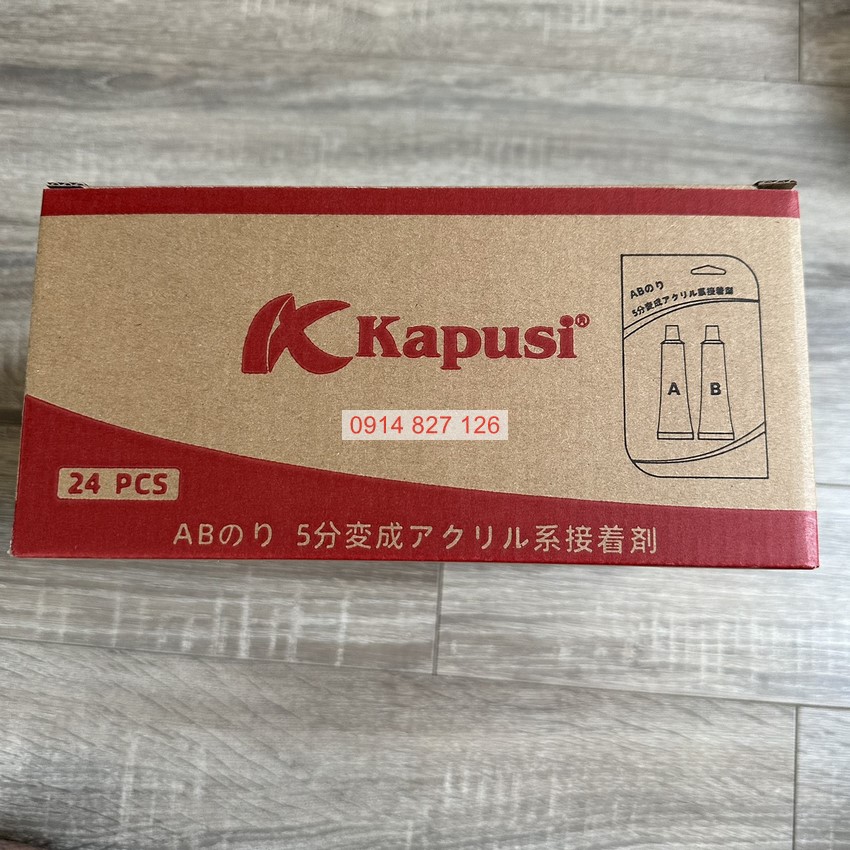 Kapusi®
ABのり
5分変成アクリル系接着剤
A B
0914 827 126
24 PCS
ABのり 5分変成アクリル系接着剤